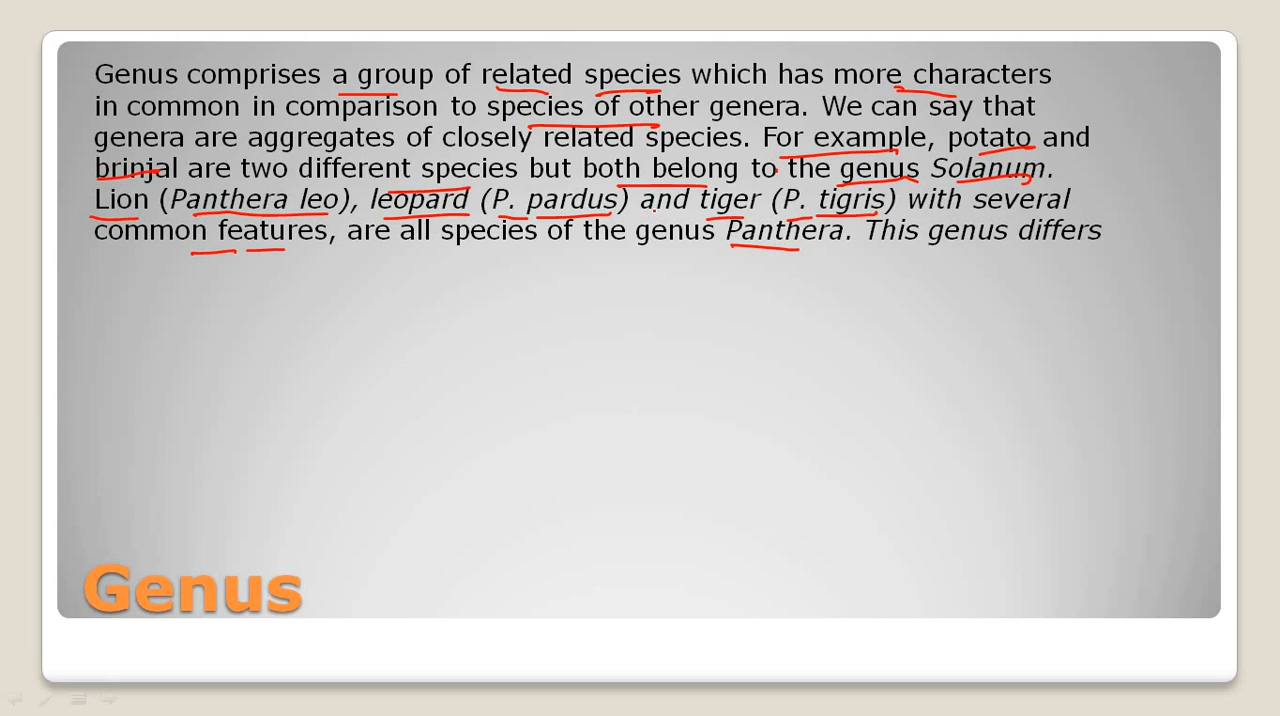 Genus comprises a group of related species which has more characters
in common in comparison to species of other genera. We can say that
genera are aggregates of closely related species. For example, potato and
brinjal are two different species but both belong to the genus Solanum.
Lion (Panthera leo), leopard (P. pardus) and tiger (P. tigris) with several
common features, are all species of the genus Panthera. This genus differs
Genus